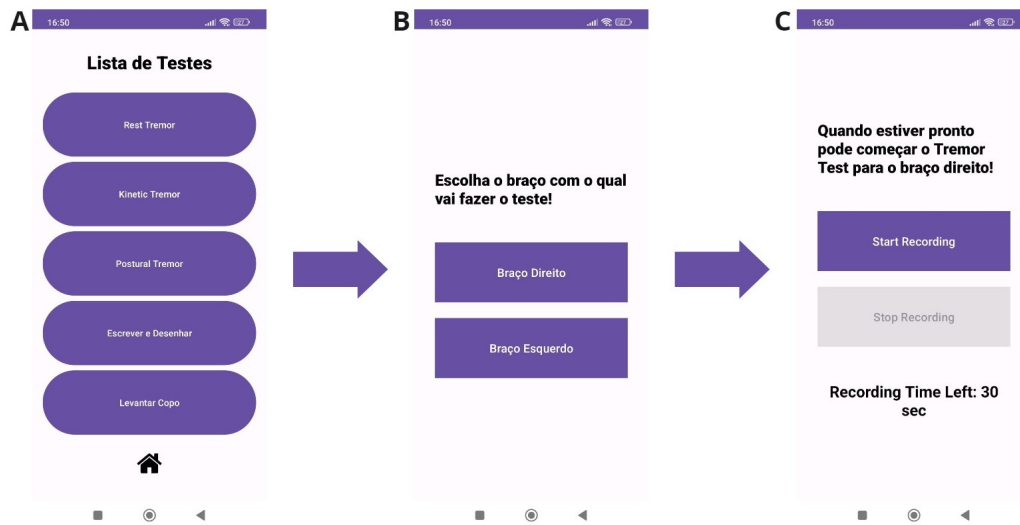 A
16:50
Lista de Testes
Rest Tremor
Kinetic Tremor
Postural Tremor
Escrever e Desenhar
Levantar Copo
B
16:50
Escolha o braço com o qual
vai fazer o teste!
Braço Direito
Braço Esquerdo
C
16:50
Quando estiver pronto
pode começar o Tremor
Test para o braço direito!
Start Recording
Stop Recording
Recording Time Left: 30
sec